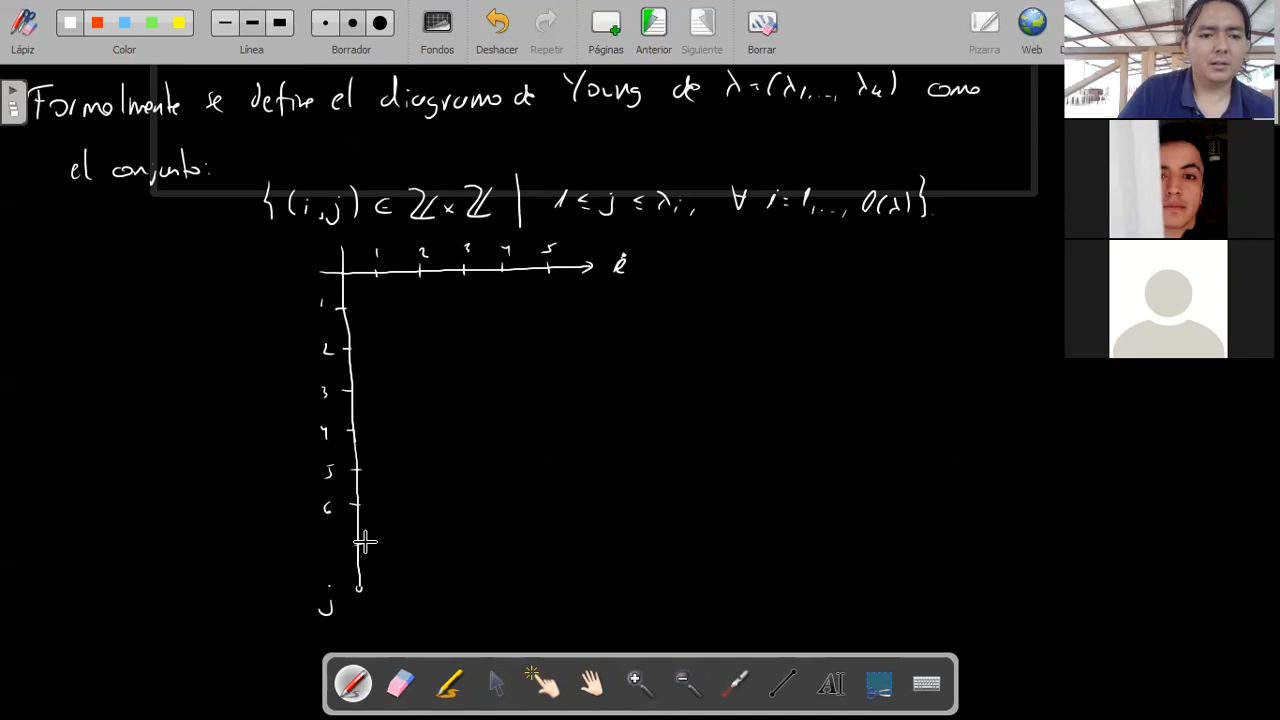 Lápiz Color Línea Borrador Fondos Deshacer Repetir Páginas Anterior Siguiente Borrar Pizarra Web
Formalmente se define el diagrama de Young de λ=(λ1,..., λk) como
el conjunto:
{(i,j) ∈ ℤ×ℤ | 1 ≤ j ≤ λi, ∀ i=1,..., l(λ)}.
1 2 3 4 5 i
1
2
3
4
5
6
j
AI